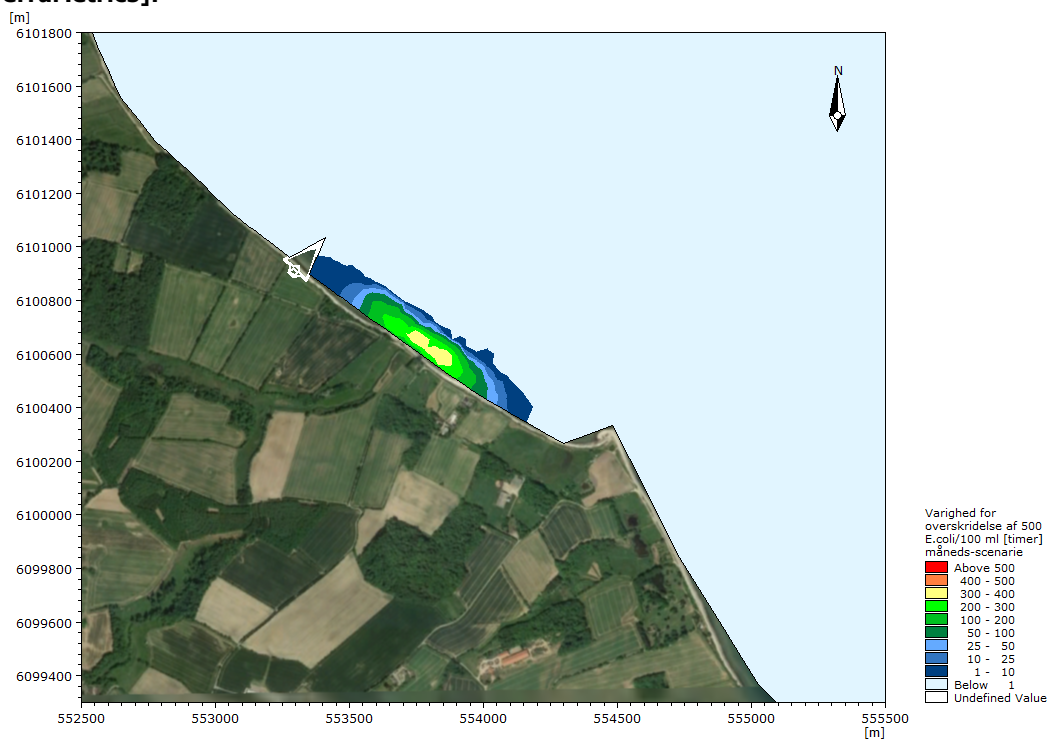 [m]
6101800
6101600
6101400
6101200
6101000
6100800
6100600
6100400
6100200
6100000
6099800
6099600
6099400
N
552500 553000 553500 554000 554500 555000 555500
[m]
Varighed for
overskridelse af 500
E.coli/100 ml [timer]
måneds-scenarie
Above 500
400 - 500
300 - 400
200 - 300
100 - 200
50 - 100
25 - 50
10 - 25
1 - 10
Below 1
Undefined Value